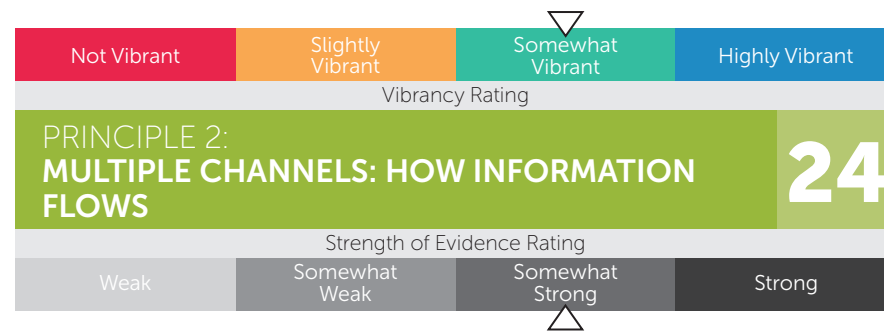 Not Vibrant
Slightly
Vibrant
Somewhat
Vibrant
Highly Vibrant
Vibrancy Rating
PRINCIPLE 2:
MULTIPLE CHANNELS: HOW INFORMATION
FLOWS
24
Strength of Evidence Rating
Weak
Somewhat
Weak
Somewhat
Strong
Strong